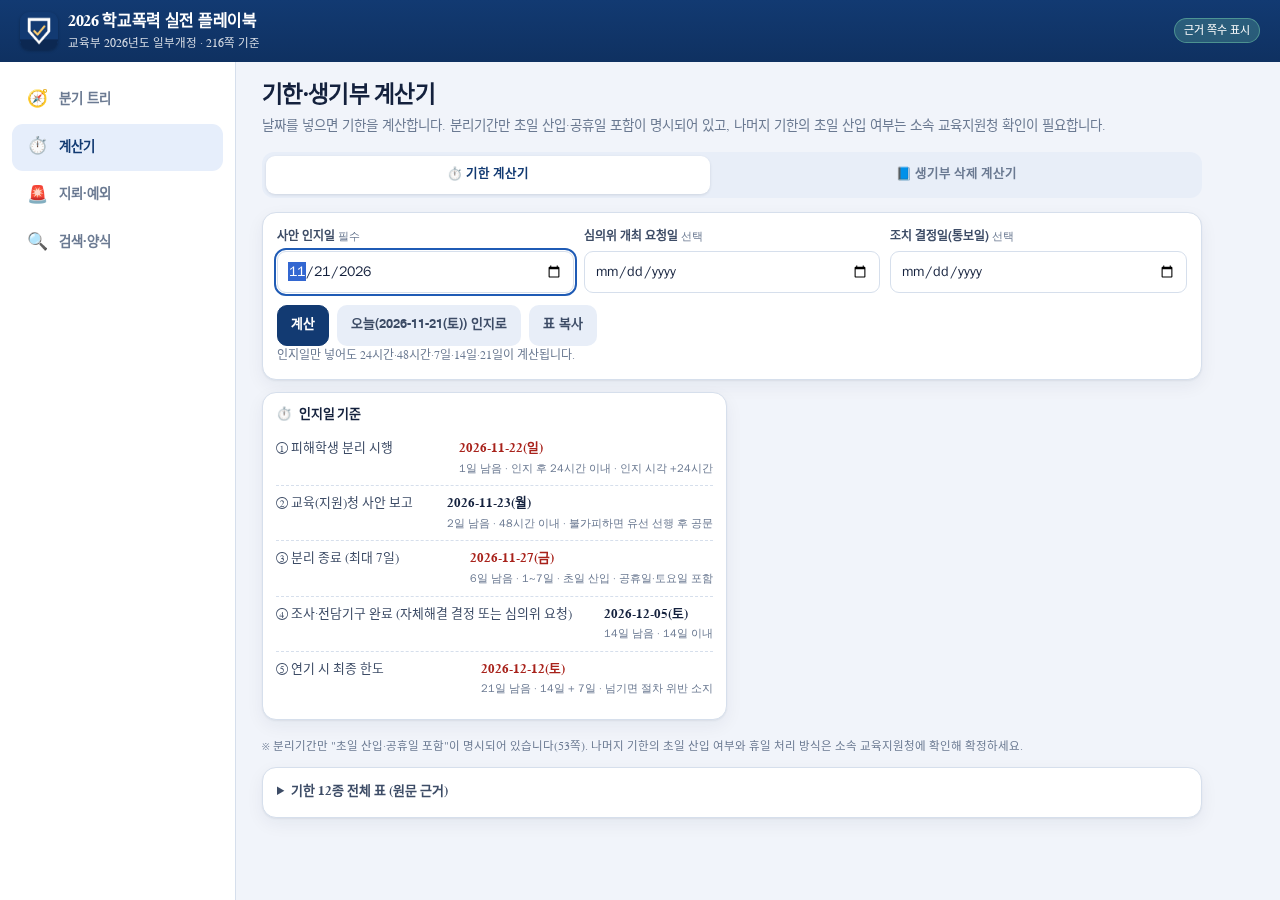 2026 학교폭력 실전 플레이북
교육부 2026년도 일부개정 · 216쪽 기준
근거 쪽수 표시
분기 트리
계산기
지뢰·예외
검색·양식
기한·생기부 계산기
날짜를 넣으면 기한을 계산합니다. 분리기간만 초일 산입·공휴일 포함이 명시되어 있고, 나머지 기한의 초일 산입 여부는 소속 교육지원청 확인이 필요합니다.
기한 계산기
생기부 삭제 계산기
사안 인지일 필수
심의위 개최 요청일 선택
조치 결정일(통보일) 선택
11/21/2026
mm/dd/yyyy
mm/dd/yyyy
계산
오늘(2026-11-21(토)) 인지로
표 복사
인지일만 넣어도 24시간·48시간·7일·14일·21일이 계산됩니다.
인지일 기준
① 피해학생 분리 시행
2026-11-22(일)
1일 남음 · 인지 후 24시간 이내 · 인지 시각 +24시간
② 교육(지원)청 사안 보고
2026-11-23(월)
2일 남음 · 48시간 이내 · 불가피하면 유선 선행 후 공문
③ 분리 종료 (최대 7일)
2026-11-27(금)
6일 남음 · 1~7일 · 초일 산입 · 공휴일·토요일 포함
④ 조사·전담기구 완료 (자체해결 결정 또는 심의위 요청)
2026-12-05(토)
14일 남음 · 14일 이내
⑤ 연기 시 최종 한도
2026-12-12(토)
21일 남음 · 14일 + 7일 · 넘기면 절차 위반 소지
※ 분리기간만 "초일 산입·공휴일 포함"이 명시되어 있습니다(53쪽). 나머지 기한의 초일 산입 여부와 휴일 처리 방식은 소속 교육지원청에 확인해 확정하세요.
기한 12종 전체 표 (원문 근거)